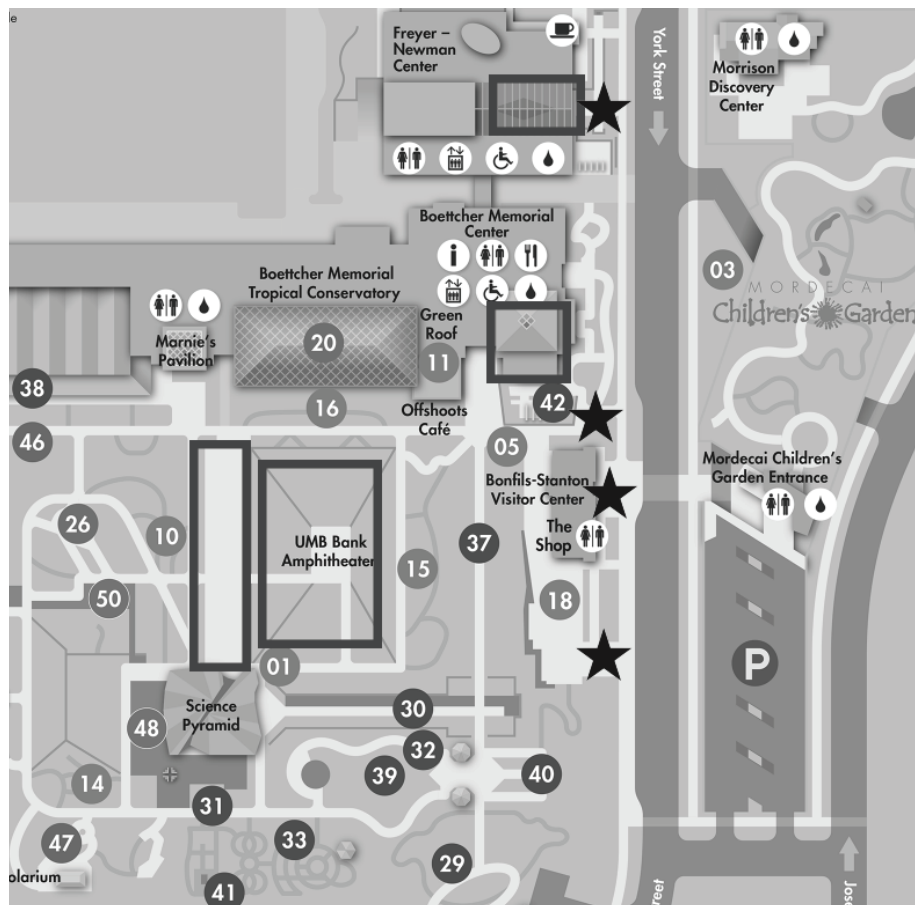 le
Freyer –
Newman
Center
York Street
Morrison
Discovery
Center
Boettcher Memorial
Center
03
MORDECAI
Children's Garden
Boettcher Memorial
Tropical Conservatory
Green
Roof
Marnie's
Pavilion
20
11
38
16
Offshoots
Café
42
46
05
Bonfils-Stanton
Visitor Center
Mordecai Children's
Garden Entrance
26
10
The
Shop
37
UMB Bank
Amphitheater
15
50
18
01
P
Science
Pyramid
48
30
32
39
40
14
31
33
47
olarium
29
41
treet
Jose